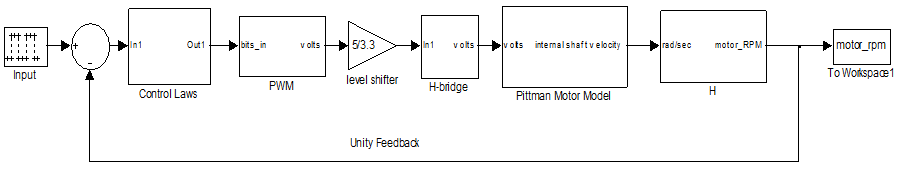 Input
In1
Out1
Control Laws
bits_in
volts
PWM
5/3.3
level shifter
In1
volts
H-bridge
volts
internal shaft velocity
Pittman Motor Model
rad/sec
motor_RPM
H
motor_rpm
To Workspace1
Unity Feedback